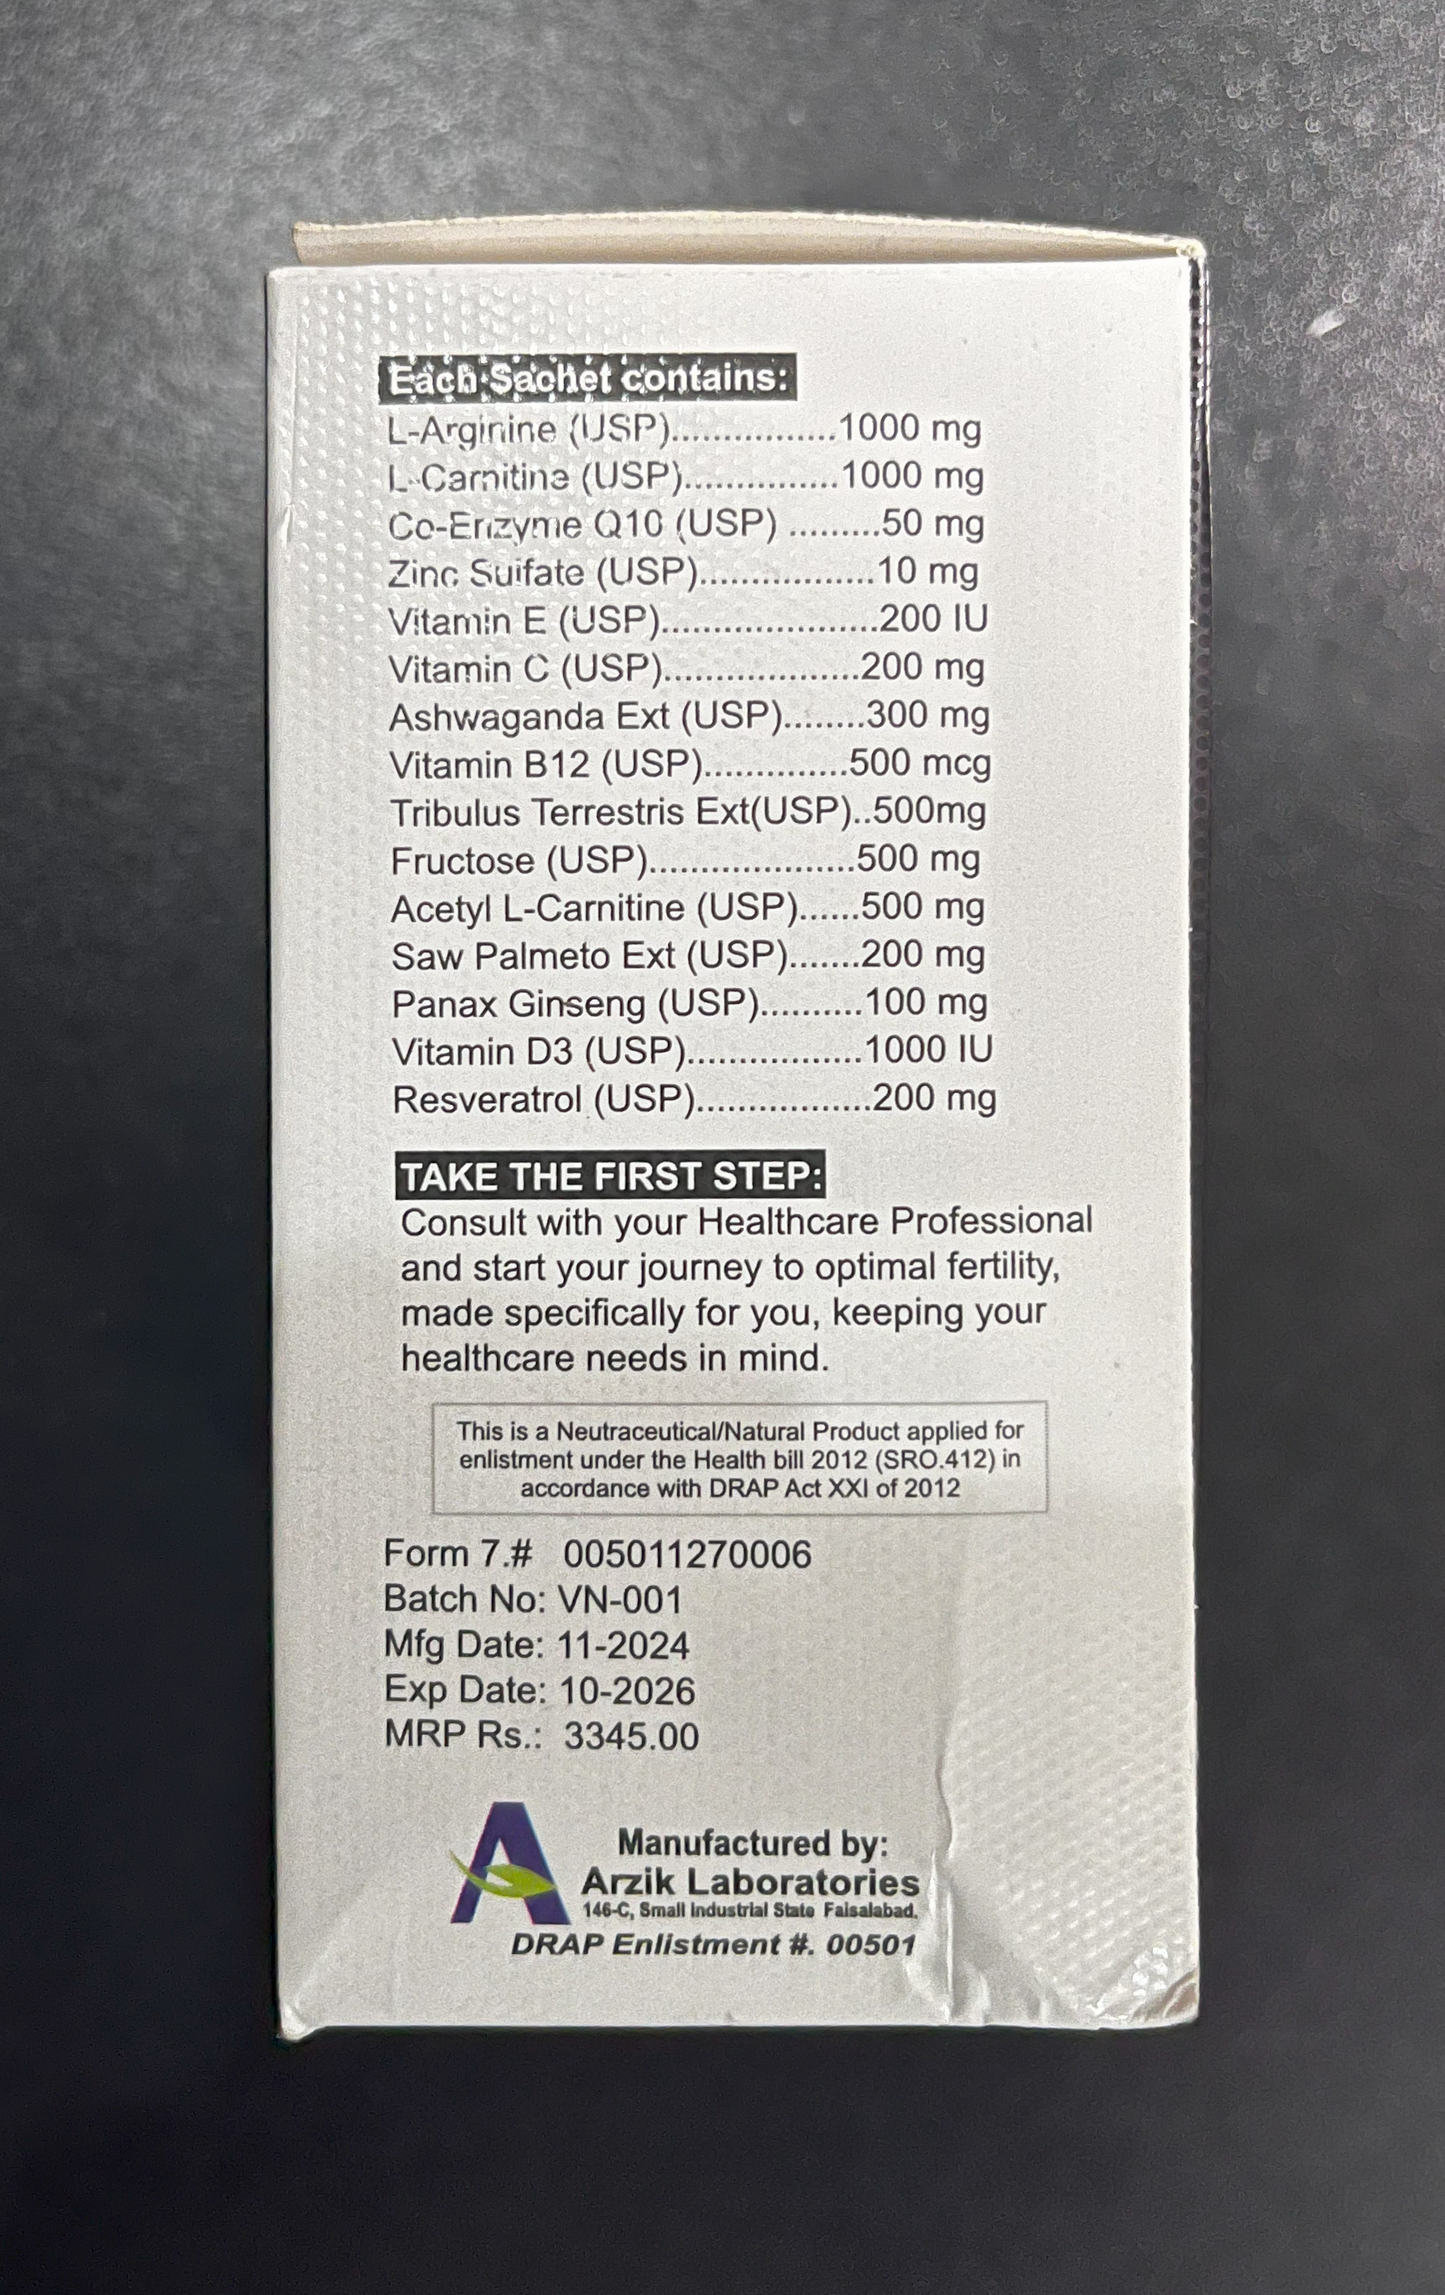 Each Sachet contains:
L-Arginine (USP)................1000 mg
L-Carnitine (USP)...............1000 mg
Co-Enzyme Q10 (USP) .........50 mg
Zinc Sulfate (USP).................10 mg
Vitamin E (USP).....................200 IU
Vitamin C (USP)...................200 mg
Ashwaganda Ext (USP)........300 mg
Vitamin B12 (USP)..............500 mcg
Tribulus Terrestris Ext(USP)..500mg
Fructose (USP)....................500 mg
Acetyl L-Carnitine (USP)......500 mg
Saw Palmeto Ext (USP).......200 mg
Panax Ginseng (USP)..........100 mg
Vitamin D3 (USP).................1000 IU
Resveratrol (USP).................200 mg
TAKE THE FIRST STEP:
Consult with your Healthcare Professional
and start your journey to optimal fertility,
made specifically for you, keeping your
healthcare needs in mind.
This is a Neutraceutical/Natural Product applied for
enlistment under the Health bill 2012 (SRO.412) in
accordance with DRAP Act XXI of 2012
Form 7.# 005011270006
Batch No: VN-001
Mfg Date: 11-2024
Exp Date: 10-2026
MRP Rs.: 3345.00
Manufactured by:
Arzik Laboratories
146-C, Small Industrial State Faisalabad.
DRAP Enlistment #. 00501